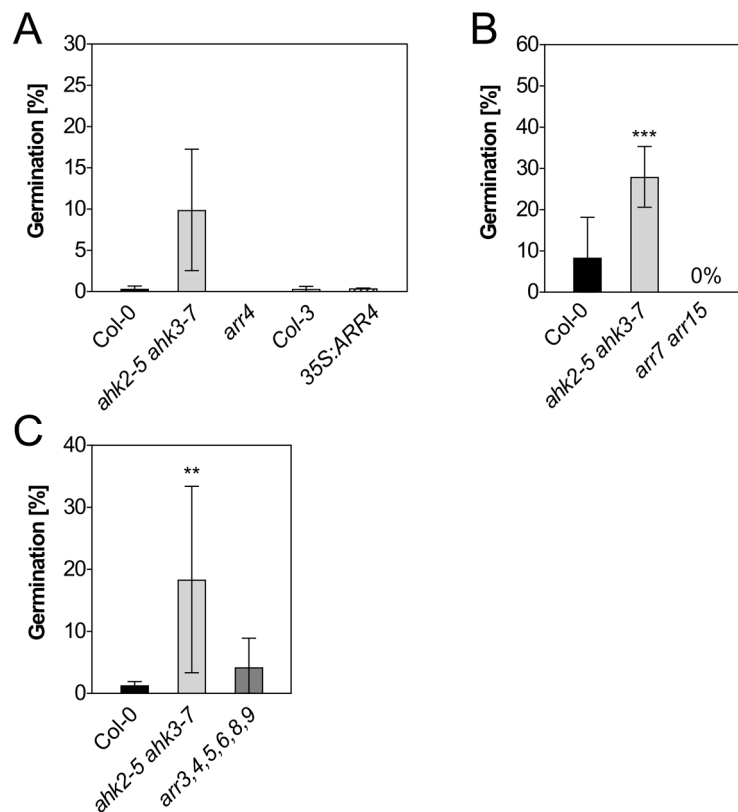 A
Germination [%]
30
25
20
15
10
5
0
Col-0
ahk2-5 ahk3-7
arr4
Col-3
35S:ARR4
B
Germination [%]
60
50
40
30
20
10
0
***
0%
Col-0
ahk2-5 ahk3-7
arr7 arr15
C
Germination [%]
40
30
20
10
0
**
Col-0
ahk2-5 ahk3-7
arr3,4,5,6,8,9